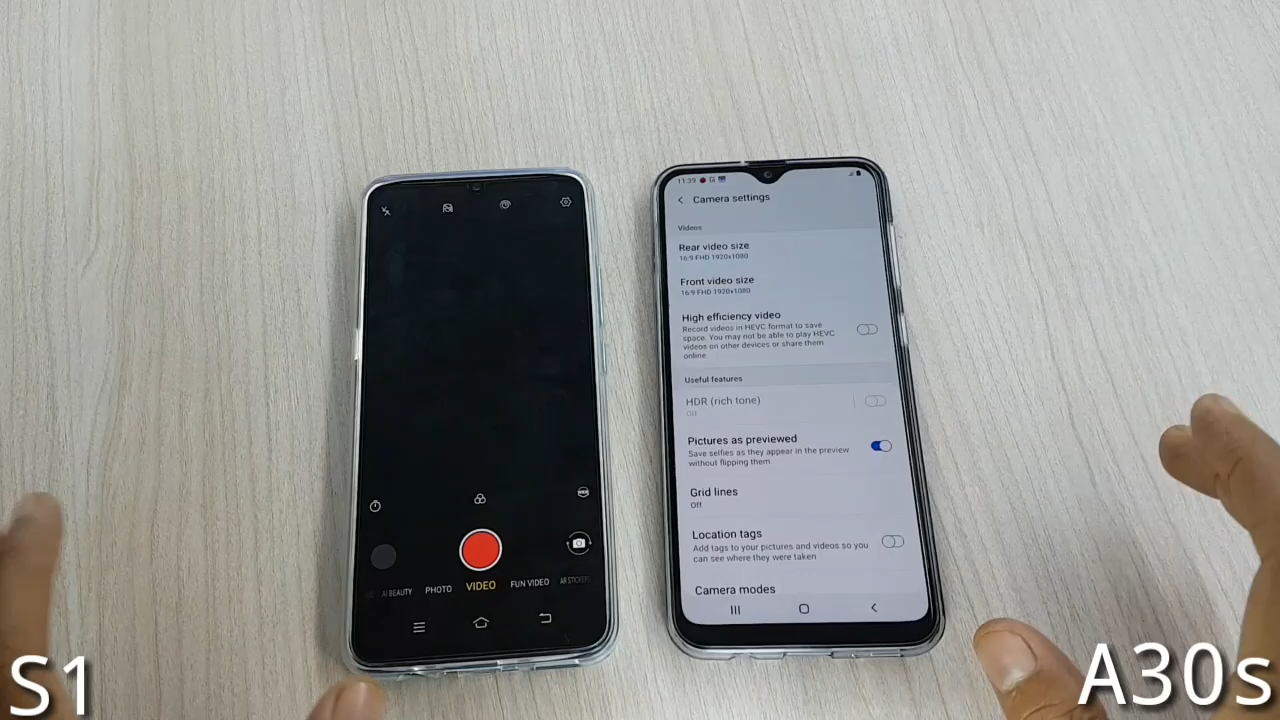 AI BEAUTY PHOTO VIDEO FUN VIDEO AR STICKERS
11:39
Camera settings
Videos
Rear video size
16:9 FHD 1920x1080
Front video size
16:9 FHD 1920x1080
High efficiency video
Record videos in HEVC format to save
space. You may not be able to play HEVC
videos on other devices or share them
online
Useful features
HDR (rich tone)
Off
Pictures as previewed
Save selfies as they appear in the preview
without flipping them
Grid lines
Off
Location tags
Add tags to your pictures and videos so you
can see where they were taken
Camera modes
S1
A30s